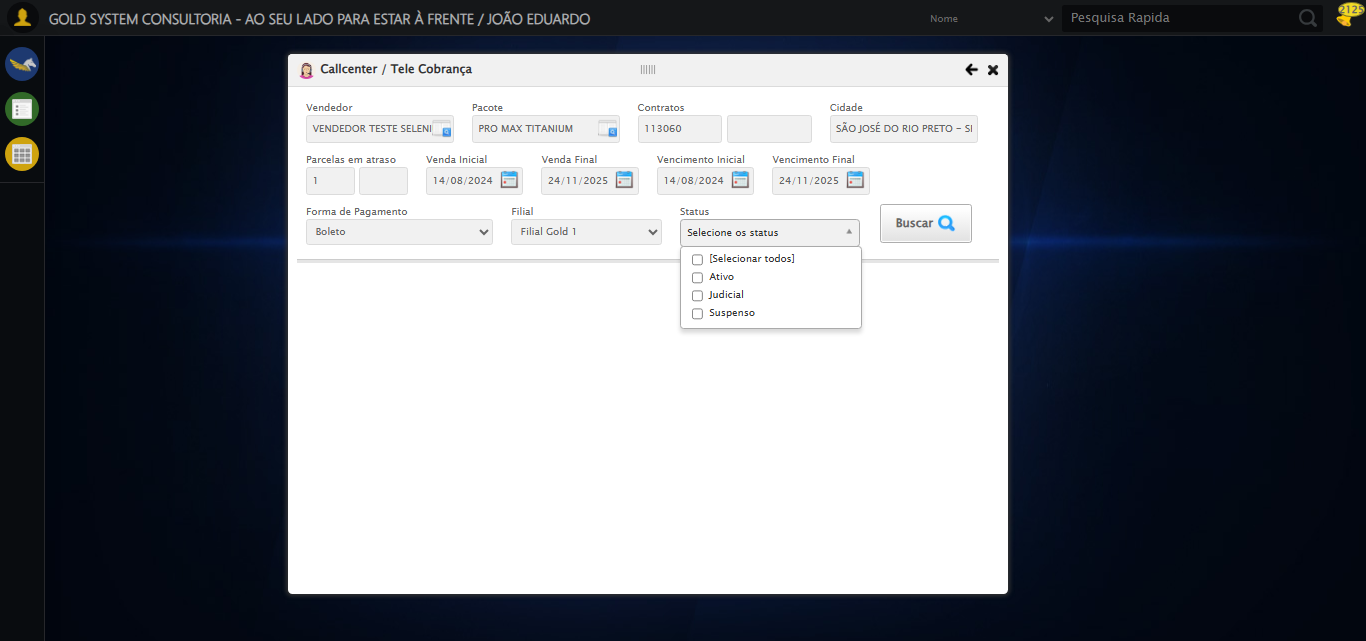 GOLD SYSTEM CONSULTORIA - AO SEU LADO PARA ESTAR À FRENTE / JOÃO EDUARDO
Nome
Pesquisa Rapida
2125
Callcenter / Tele Cobrança
Vendedor Pacote Contratos Cidade
VENDEDOR TESTE SELENI PRO MAX TITANIUM 113060 SÃO JOSÉ DO RIO PRETO - SI
Parcelas em atraso Venda Inicial Venda Final Vencimento Inicial Vencimento Final
1 14/08/2024 24/11/2025 14/08/2024 24/11/2025
Forma de Pagamento Filial Status
Boleto Filial Gold 1 Selecione os status Buscar
[Selecionar todos]
Ativo
Judicial
Suspenso